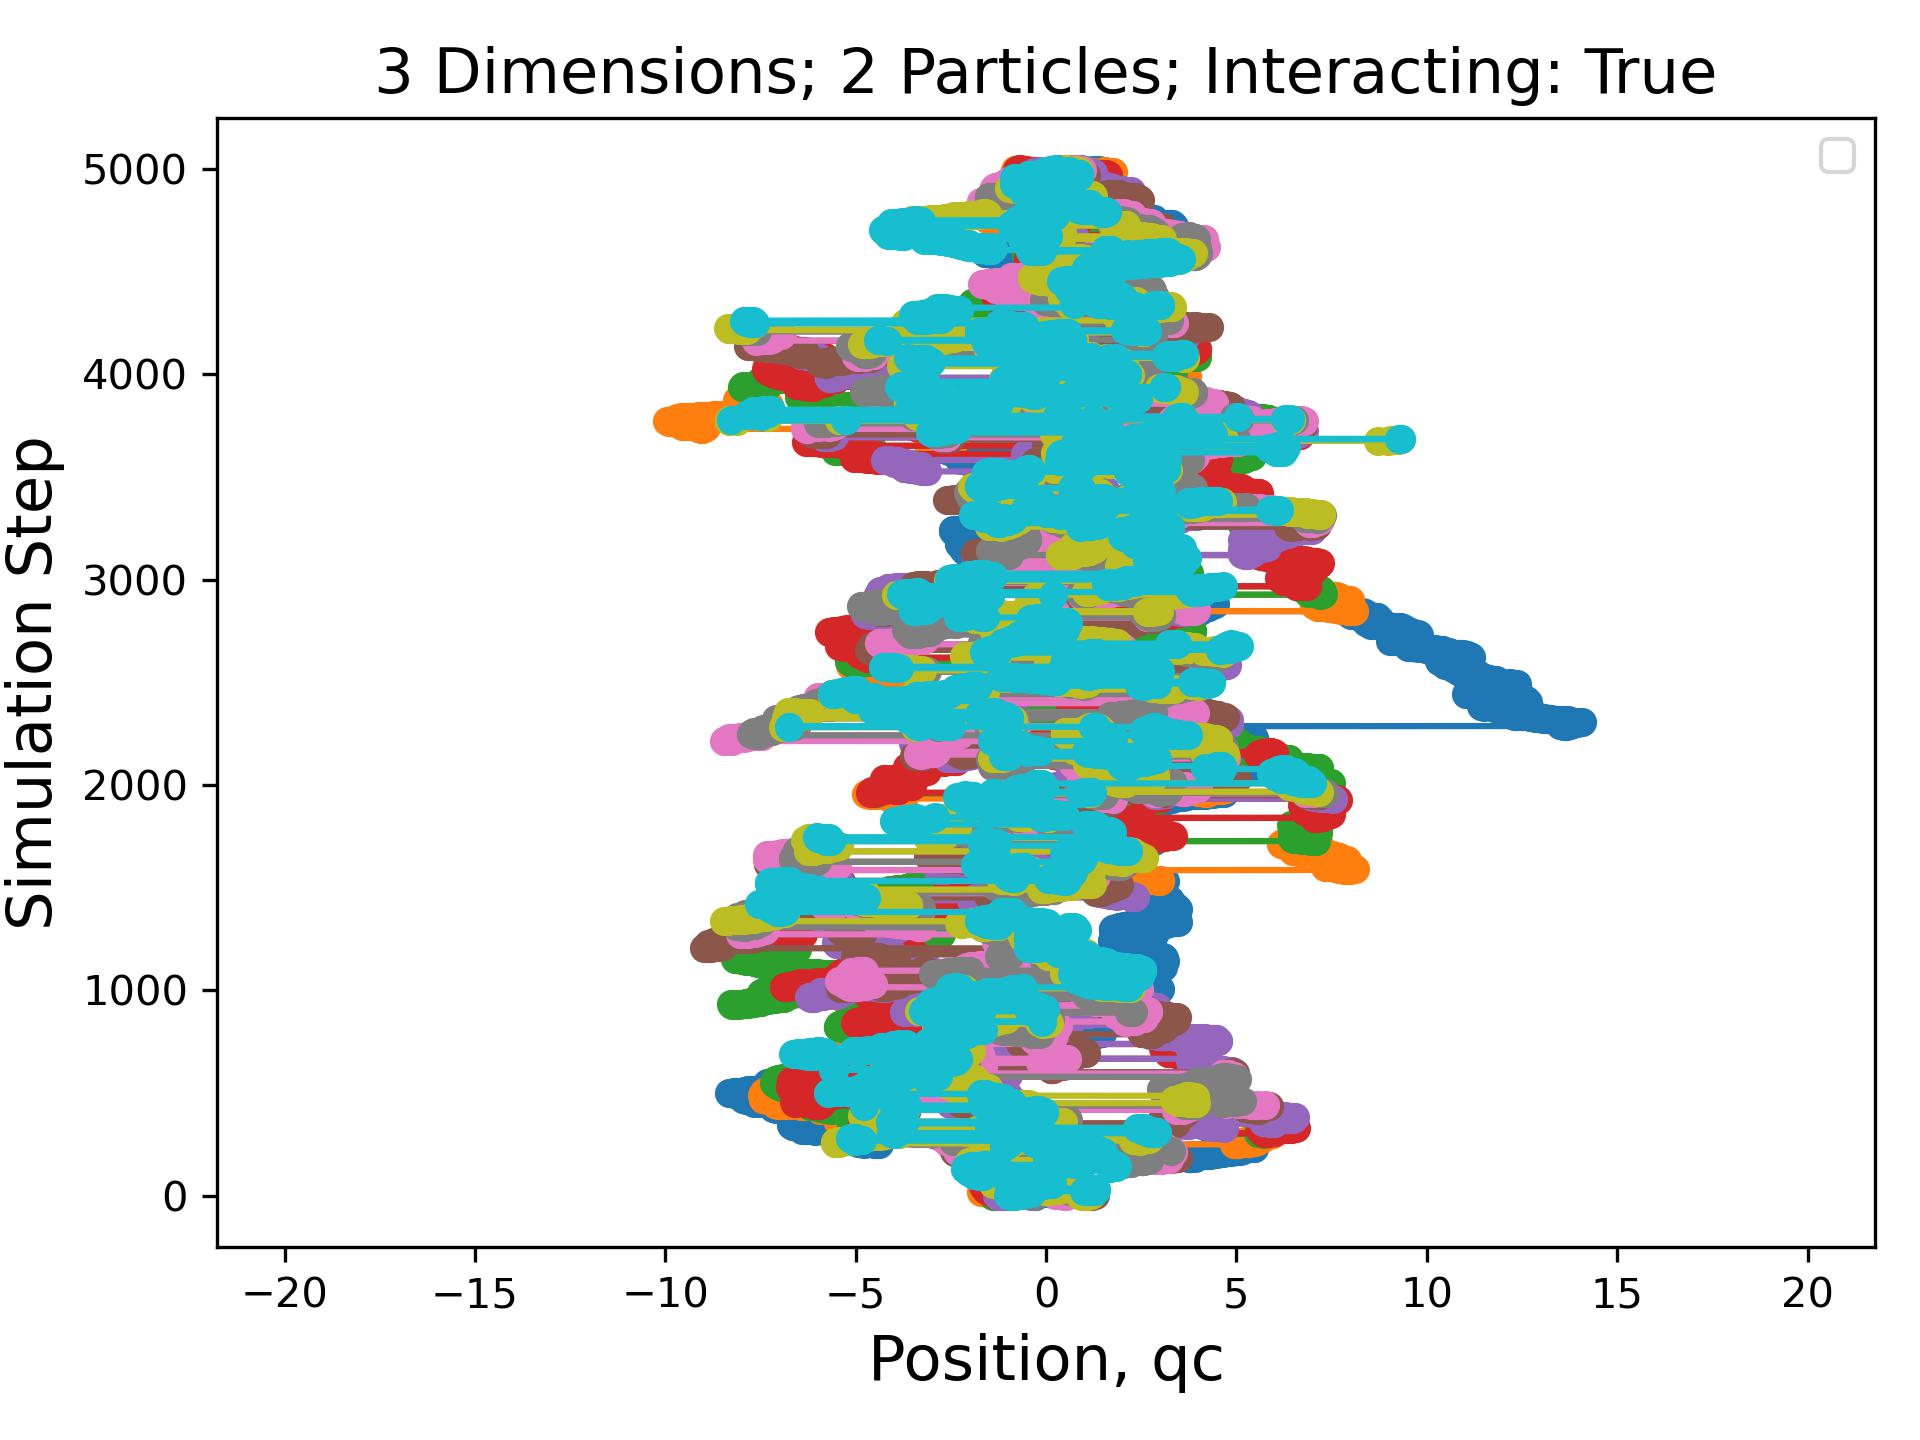 3 Dimensions; 2 Particles; Interacting: True
Simulation Step
5000
4000
3000
2000
1000
0
−20 −15 −10 −5 0 5 10 15 20
Position, qc